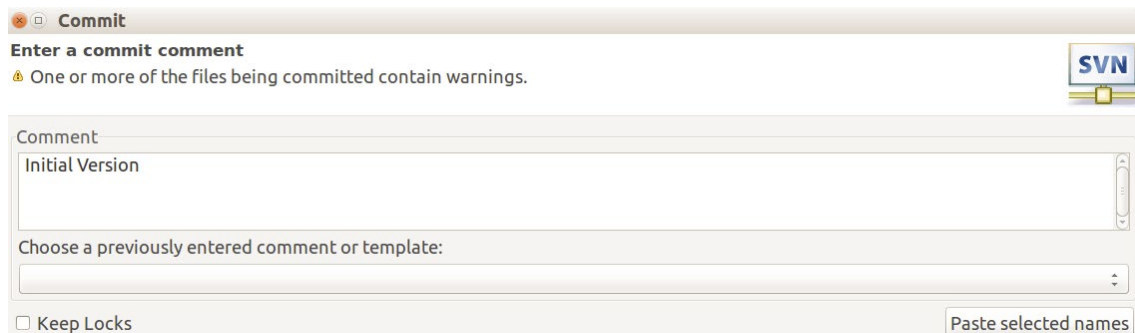 Commit
Enter a commit comment
One or more of the files being committed contain warnings.
SVN
Comment
Initial Version
Choose a previously entered comment or template:
Keep Locks
Paste selected names